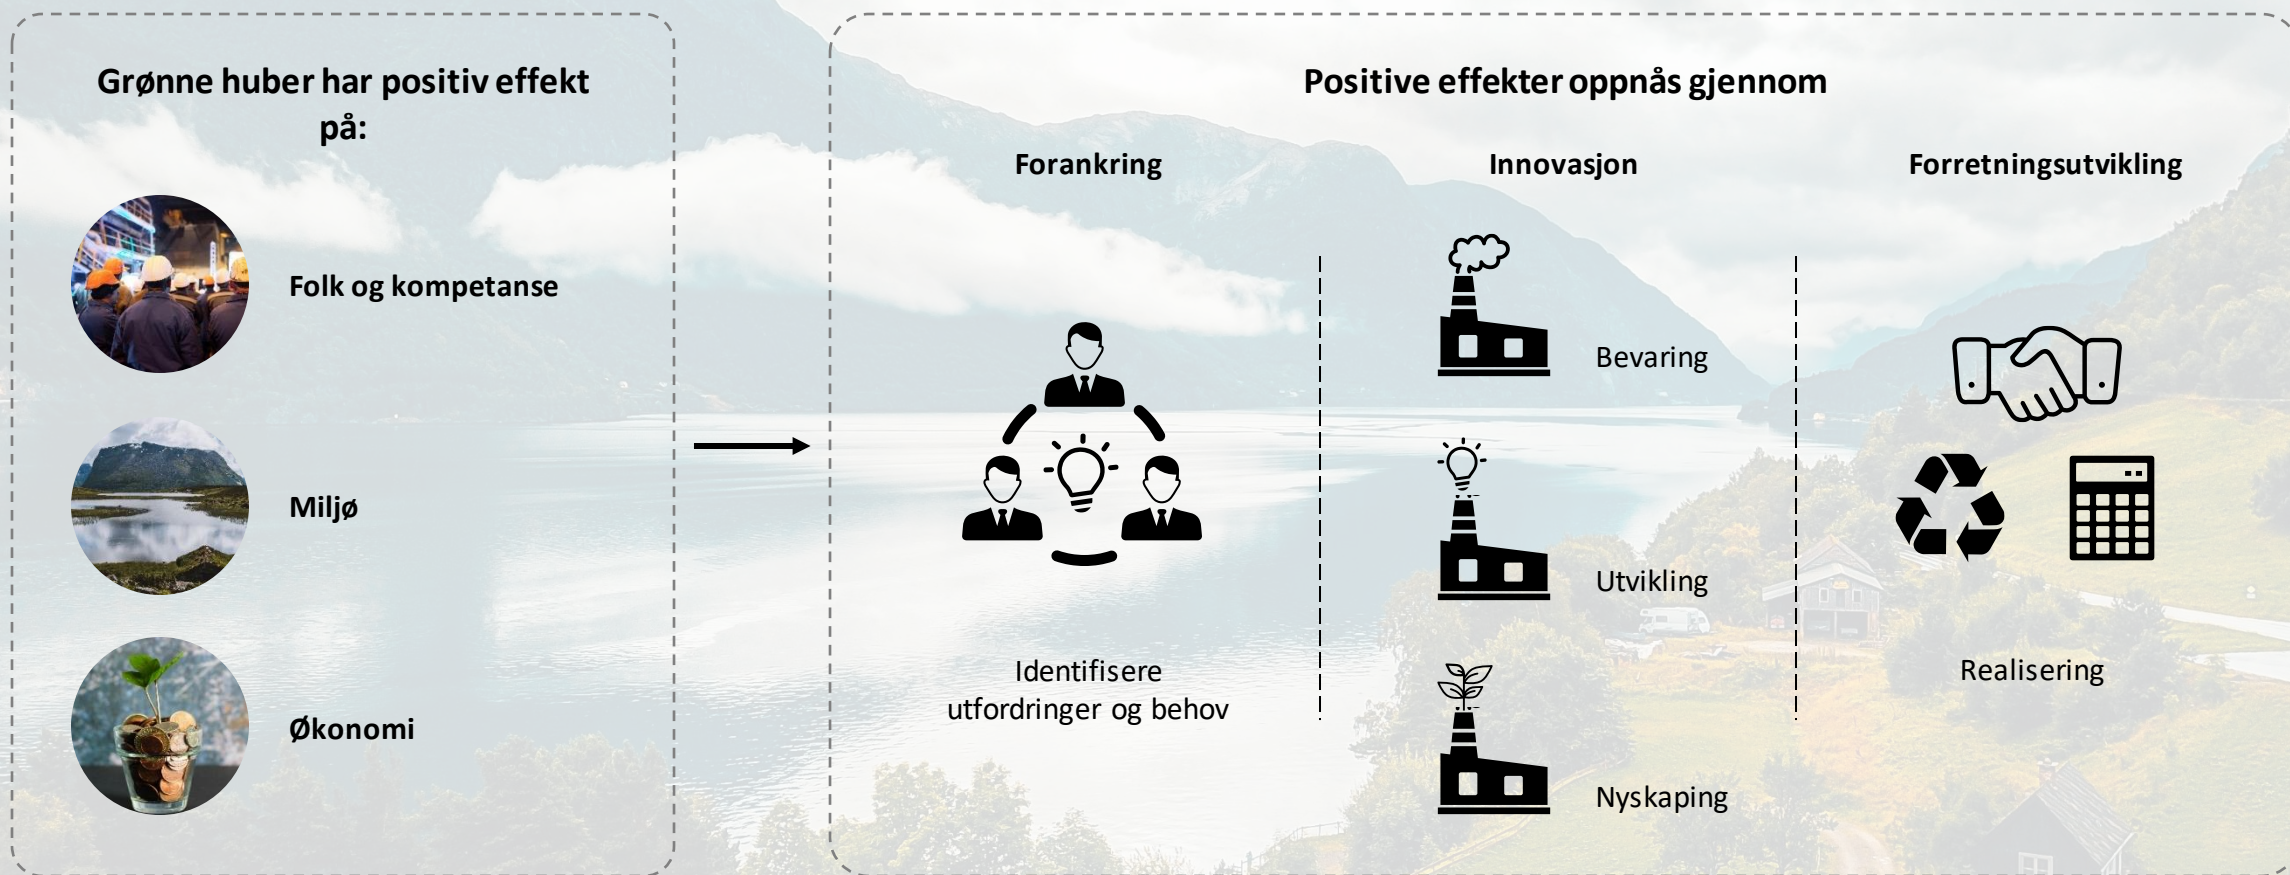 Grønne huber har positiv effekt
på:
Folk og kompetanse
Miljø
Økonomi
Positive effekter oppnås gjennom
Forankring
Identifisere
utfordringer og behov
Innovasjon
Bevaring
Utvikling
Nyskaping
Forretningsutvikling
Realisering